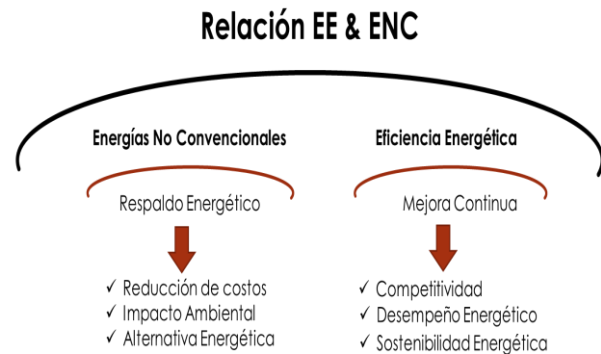 Relación EE & ENC
Energías No Convencionales
Respaldo Energético
✓ Reducción de costos
✓ Impacto Ambiental
✓ Alternativa Energética
Eficiencia Energética
Mejora Continua
✓ Competitividad
✓ Desempeño Energético
✓ Sostenibilidad Energética